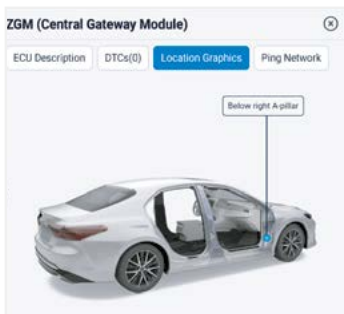 ZGM (Central Gateway Module)
ECU Description DTCs(0) Location Graphics Ping Network
Below right A-pillar